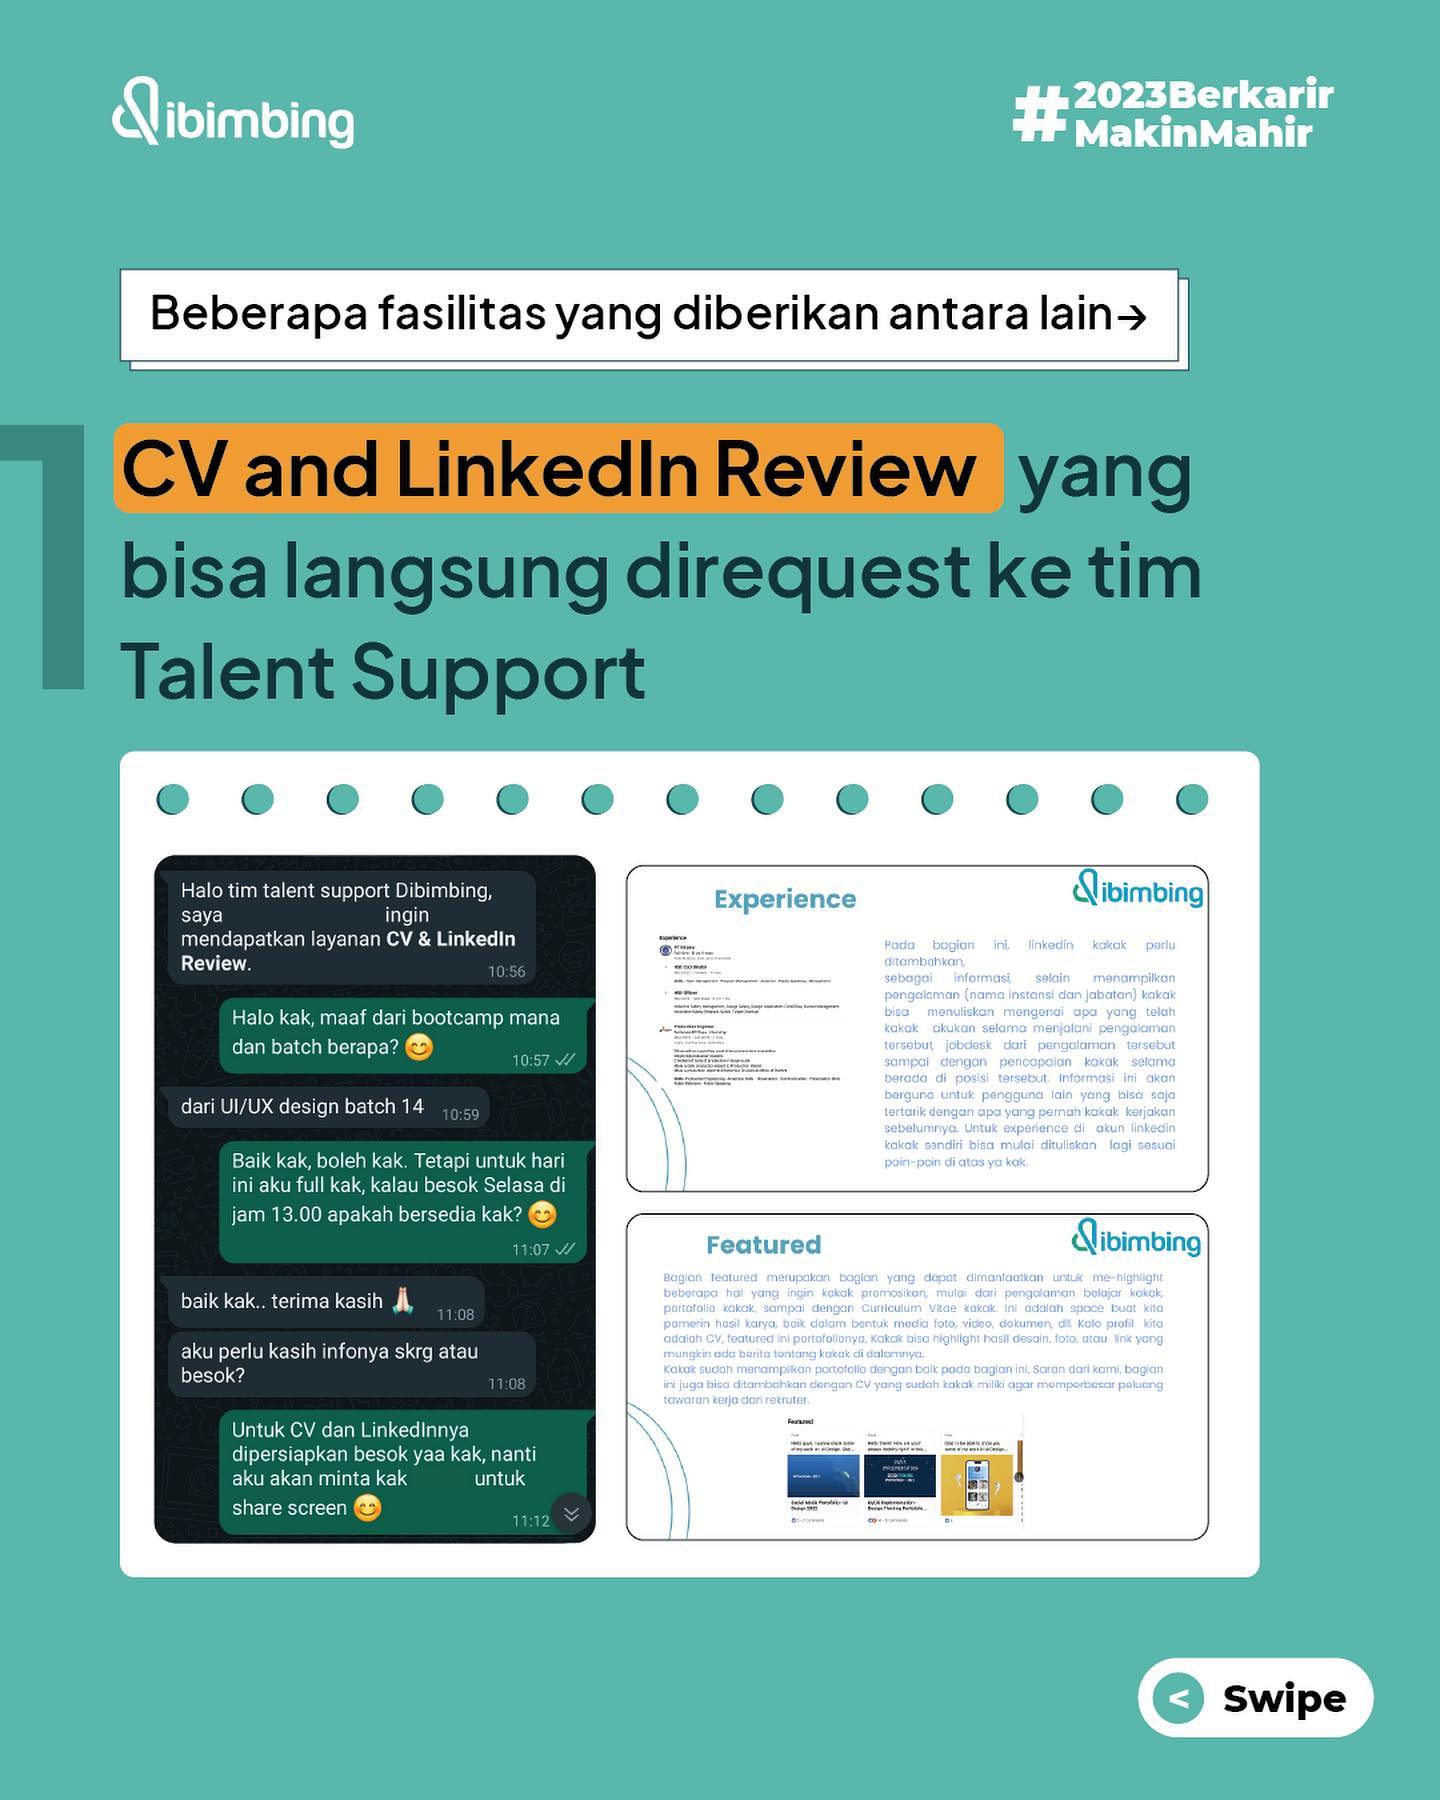 ibimbing
#2023Berkarir
MakinMahir
Beberapa fasilitas yang diberikan antara lain→
1
CV and LinkedIn Review yang
bisa langsung direquest ke tim
Talent Support
Halo tim talent support Dibimbing,
saya ingin
mendapatkan layanan CV & LinkedIn
Review.
10:56
Halo kak, maaf dari bootcamp mana
dan batch berapa? 😊
10:57
dari UI/UX design batch 14
10:59
Baik kak, boleh kak. Tetapi untuk hari
ini aku full kak, kalau besok Selasa di
jam 13.00 apakah bersedia kak? 😊
11:07
baik kak.. terima kasih 🙏🏻
11:08
aku perlu kasih infonya skrg atau
besok?
11:08
Untuk CV dan LinkedInnya
dipersiapkan besok yaa kak, nanti
aku akan minta kak untuk
share screen 😊
11:12
Experience
ibimbing
Experience
Pada bagian ini, linkedin kakak perlu
ditambahkan,
sebagai informasi, selain menampilkan
pengalaman (nama instansi dan jabatan) kakak
bisa menuliskan mengenai apa yang telah
kakak akukan selama menjalani pengalaman
tersebut, jobdesk dari pengalaman tersebut
sampai dengan pencapaian kakak selama
berada di posisi tersebut. Informasi ini akan
berguna untuk pengguna lain yang bisa saja
tertarik dengan apa yang pernah kakak kerjakan
sebelumnya. Untuk experience di akun linkedin
kakak sendiri bisa mulai dituliskan lagi sesuai
poin-poin di atas ya kak.
Featured
ibimbing
Bagian featured merupakan bagian yang dapat dimanfaatkan untuk me-highlight
beberapa hal yang ingin kakak promosikan, mulai dari pengalaman belajar kakak,
portofolio kakak, sampai dengan Curriculum Vitae kakak. Ini adalah space buat kita
pamerin hasil karya, baik dalam bentuk media foto, video, dokumen, dll. Kalo profil kita
adalah CV, featured ini portofolionya. Kakak bisa highlight hasil desain, foto, atau link yang
mungkin ada berita tentang kakak di dalamnya.
Kakak sudah menampilkan portofolio dengan baik pada bagian ini. Saran dari kami, bagian
ini juga bisa ditambahkan dengan CV yang sudah kakak miliki agar memperbesar peluang
tawaran kerja dari rekruter.
Featured
< Swipe